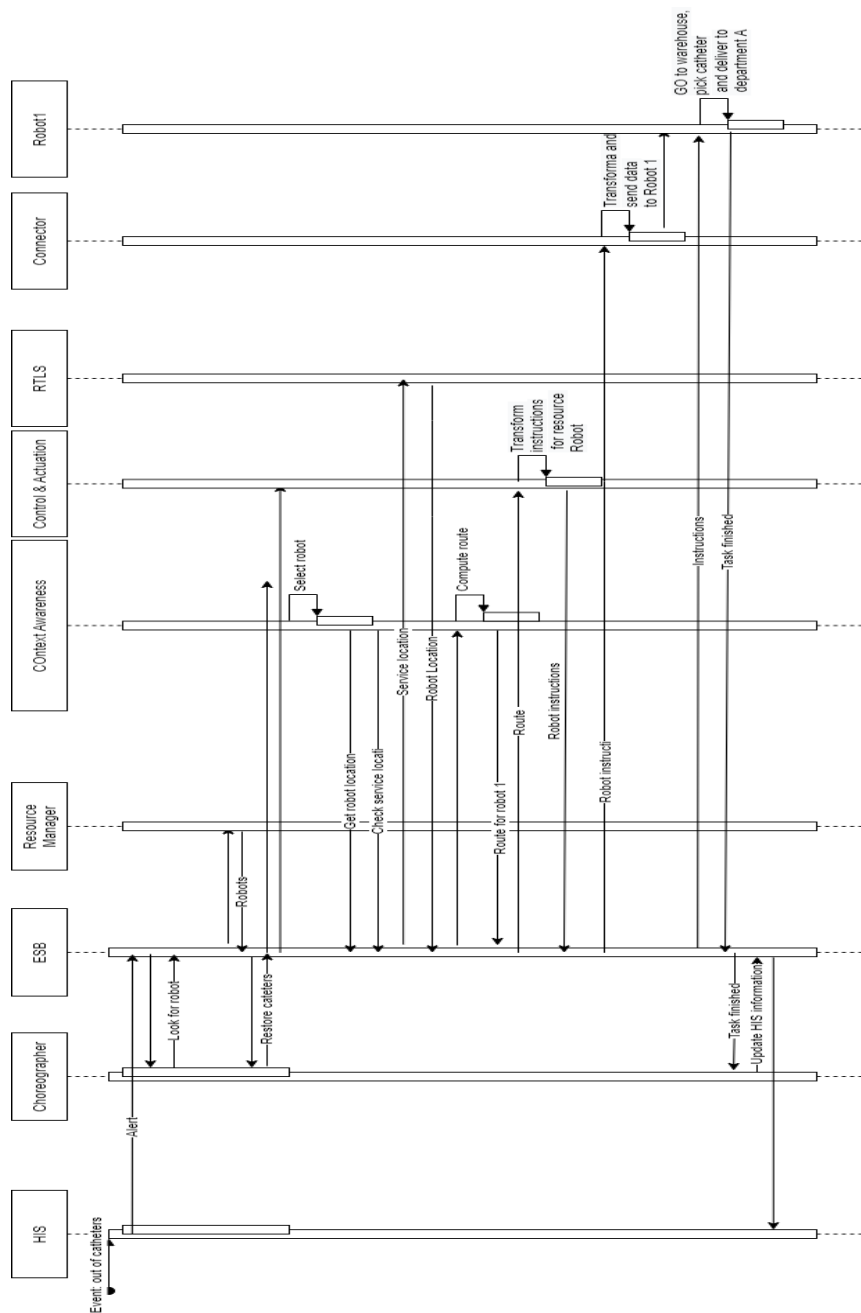 HIS
Choreographer
ESB
Resource
Manager
COntext Awareness
Control & Actuation
RTLS
Connector
Robot1
Event: out of catheters
Alert
Look for robot
Robots
Restore cateters
Select robot
Get robot location
Check service locati
Service location
Robot Location
Compute route
Route for robot 1
Route
Transform
instructions
for resource
Robot
Robot instructions
Robot instructi
Transforma and
send data
to Robot 1
Instructions
GO to warehouse,
pick catheter
and deliver to
department A
Task finished
Task finished
Update HIS information